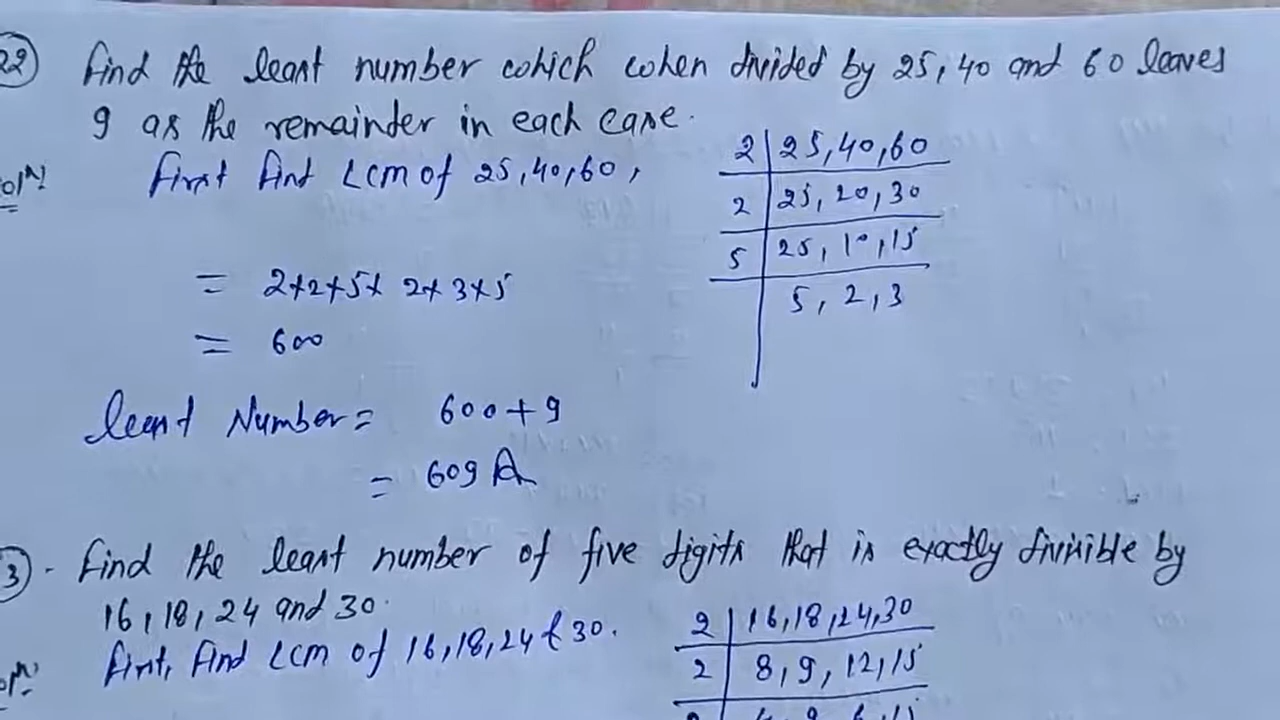 22) Find the least number which when divided by 25, 40 and 60 leaves
9 as the remainder in each case.
Solⁿ: First find LCM of 25, 40, 60,
2 | 25, 40, 60
2 | 25, 20, 30
5 | 25, 10, 15
5, 2, 3
= 2×2×5× 2×3×5
= 600
least Number = 600+9
= 609 A
3) - Find the least number of five digits that is exactly divisible by
16, 18, 24 and 30.
First, find LCM of 16, 18, 24 & 30.
2 | 16, 18, 24, 30
2 | 8, 9, 12, 15